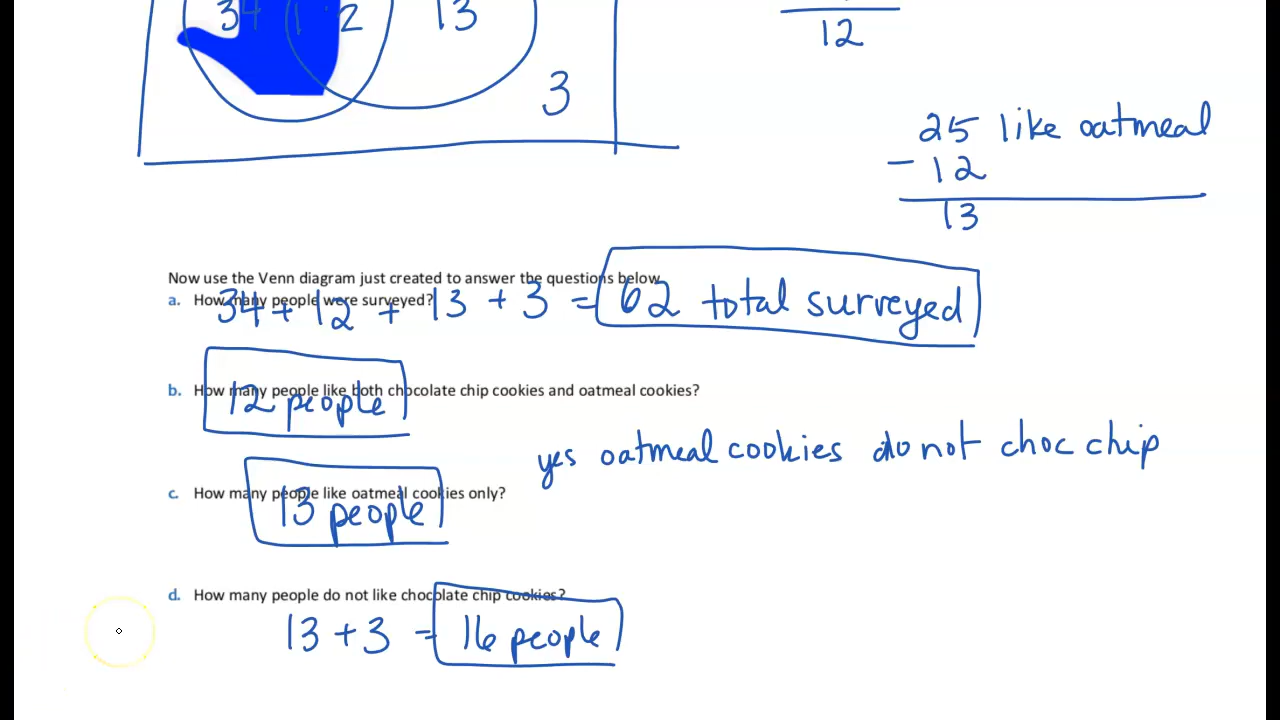 34 12 13
3
12
25 like oatmeal
- 12
13
Now use the Venn diagram just created to answer the questions below.
a. How many people were surveyed?
34 + 12 + 13 + 3 = 62 total surveyed
b. How many people like both chocolate chip cookies and oatmeal cookies?
12 people
yes oatmeal cookies do not choc chip
c. How many people like oatmeal cookies only?
13 people
d. How many people do not like chocolate chip cookies?
13 + 3 = 16 people